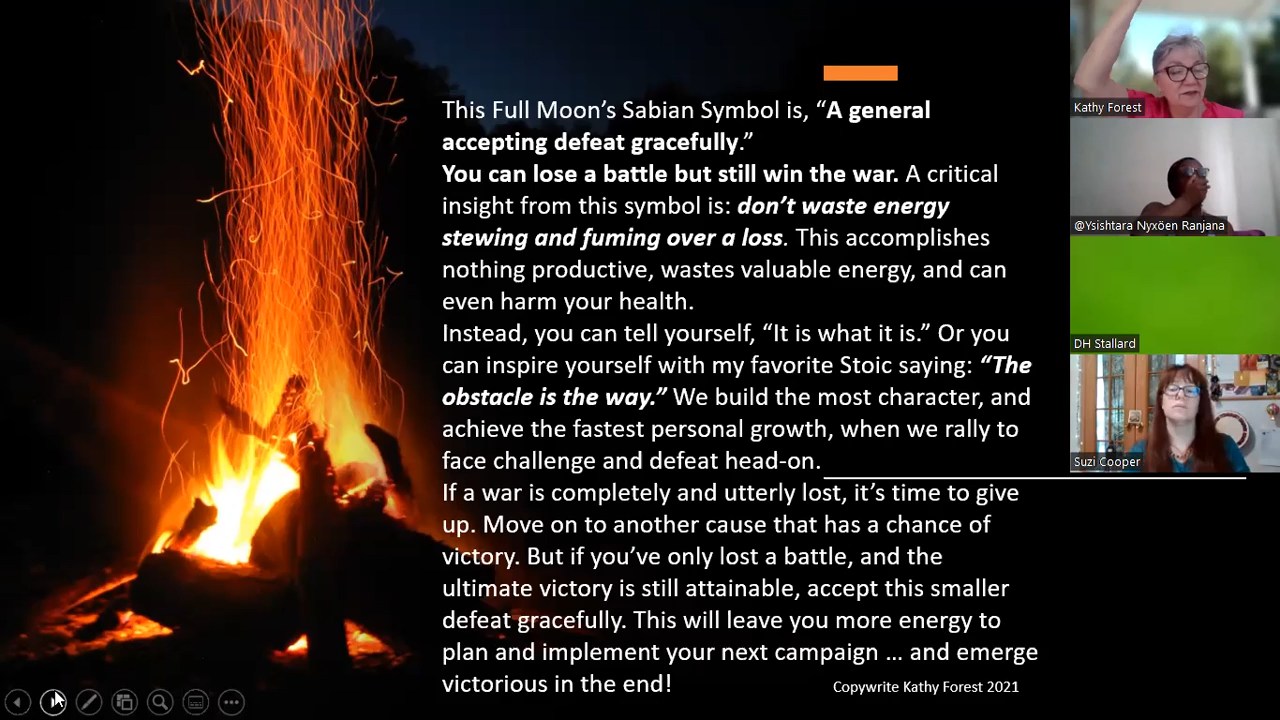 This Full Moon’s Sabian Symbol is, “A general
accepting defeat gracefully.”
You can lose a battle but still win the war. A critical
insight from this symbol is: don’t waste energy
stewing and fuming over a loss. This accomplishes
nothing productive, wastes valuable energy, and can
even harm your health.
Instead, you can tell yourself, “It is what it is.” Or you
can inspire yourself with my favorite Stoic saying: “The
obstacle is the way.” We build the most character, and
achieve the fastest personal growth, when we rally to
face challenge and defeat head-on.
If a war is completely and utterly lost, it’s time to give
up. Move on to another cause that has a chance of
victory. But if you’ve only lost a battle, and the
ultimate victory is still attainable, accept this smaller
defeat gracefully. This will leave you more energy to
plan and implement your next campaign … and emerge
victorious in the end!
Copywrite Kathy Forest 2021
Kathy Forest
@Ysishtara Nyxöen Ranjana
DH Stallard
Suzi Cooper